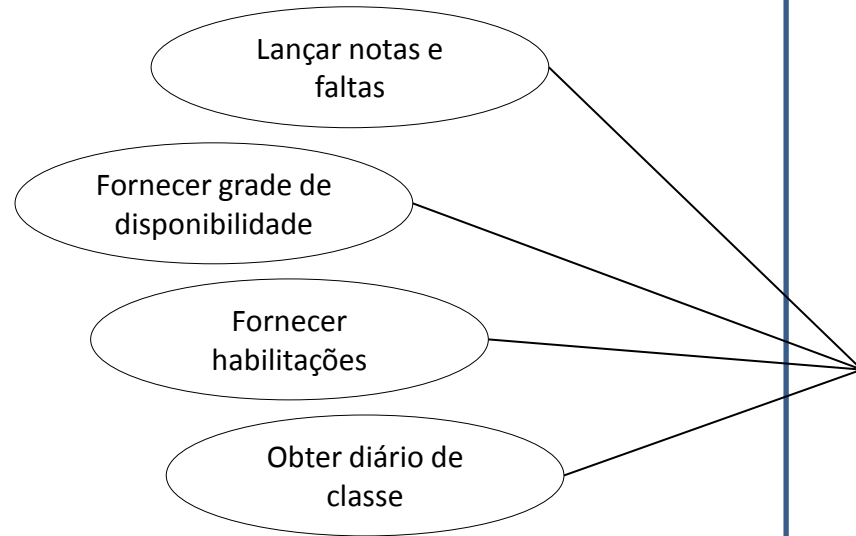 Lançar notas e
faltas
Fornecer grade de
disponibilidade
Fornecer
habilitações
Obter diário de
classe